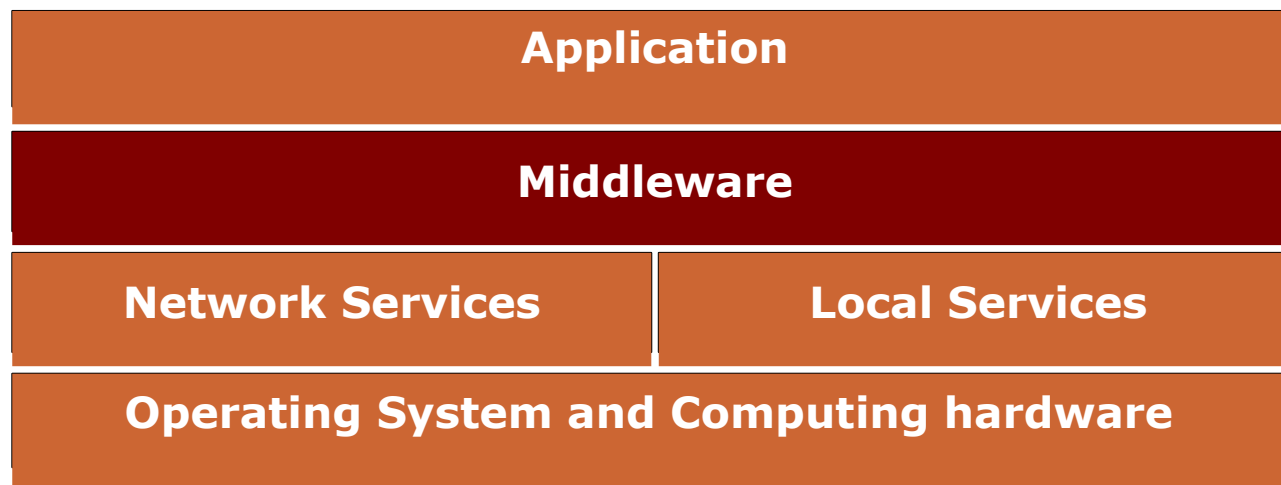 Application
Middleware
Network Services
Local Services
Operating System and Computing hardware